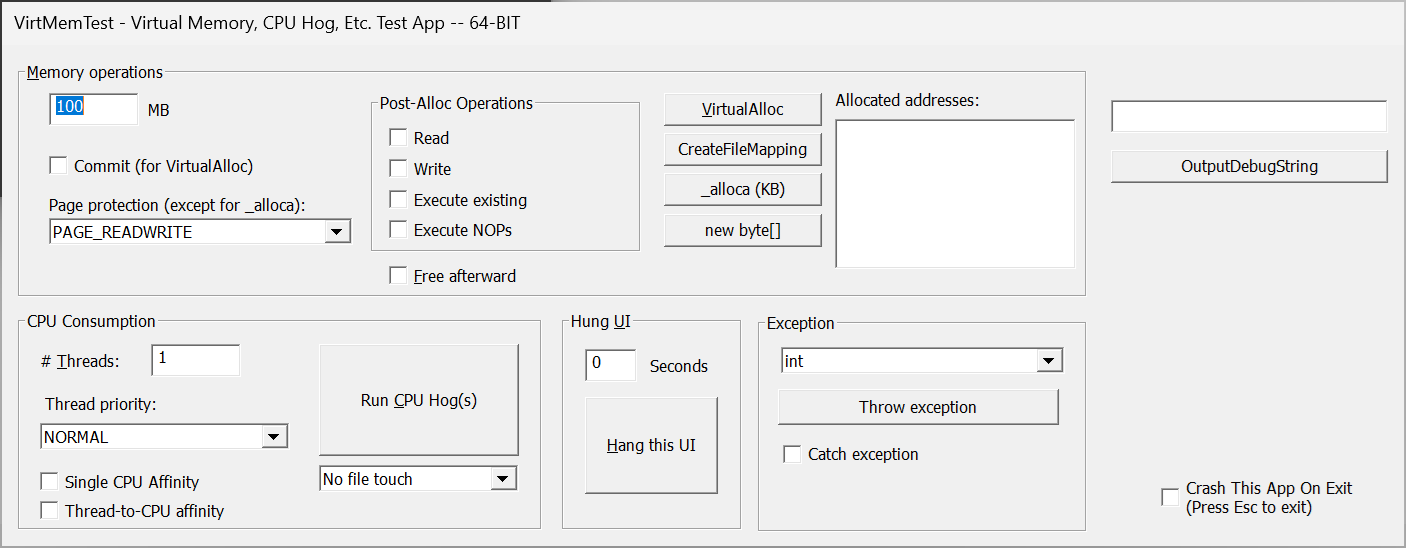 VirtMemTest - Virtual Memory, CPU Hog, Etc. Test App -- 64-BIT
Memory operations
100
MB
Commit (for VirtualAlloc)
Page protection (except for _alloca):
PAGE_READWRITE
Post-Alloc Operations
Read
Write
Execute existing
Execute NOPs
Free afterward
VirtualAlloc
CreateFileMapping
_alloca (KB)
new byte[]
Allocated addresses:
OutputDebugString
CPU Consumption
# Threads:
1
Thread priority:
NORMAL
Single CPU Affinity
Thread-to-CPU affinity
Run CPU Hog(s)
No file touch
Hung UI
0
Seconds
Hang this UI
Exception
int
Throw exception
Catch exception
Crash This App On Exit
(Press Esc to exit)